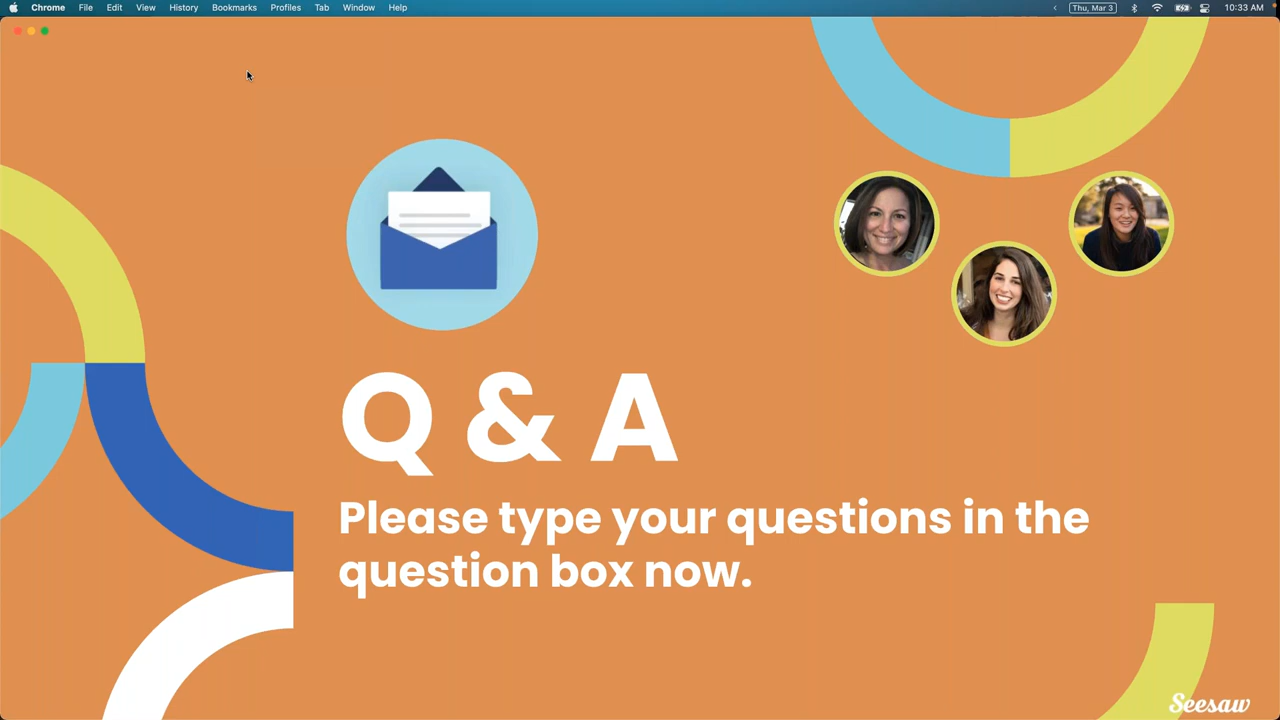 Chrome File Edit View History Bookmarks Profiles Tab Window Help Thu, Mar 3 10:33 AM
Q & A
Please type your questions in the
question box now.
Seesaw